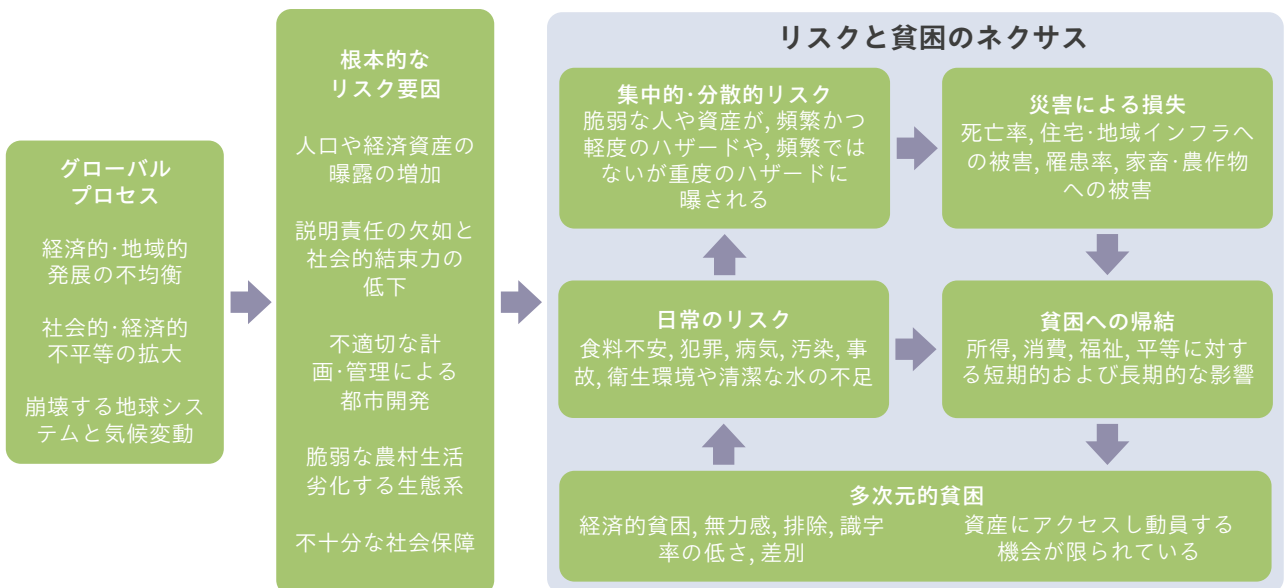 グローバル
プロセス
経済的･地域的
発展の不均衡
社会的･経済的
不平等の拡大
崩壊する地球シス
テムと気候変動
根本的な
リスク要因
人口や経済資産の
曝露の増加
説明責任の欠如と
社会的結束力の
低下
不適切な計
画･管理による
都市開発
脆弱な農村生活
劣化する生態系
不十分な社会保障
リスクと貧困のネクサス
集中的･分散的リスク
脆弱な人や資産が, 頻繁かつ
軽度のハザードや, 頻繁では
ないが重度のハザードに
曝される
災害による損失
死亡率, 住宅･地域インフラへ
の被害, 罹患率, 家畜･農作物
への被害
日常のリスク
食料不安, 犯罪, 病気, 汚染, 事
故, 衛生環境や清潔な水の不足
貧困への帰結
所得, 消費, 福祉, 平等に対す
る短期的および長期的な影響
多次元的貧困
経済的貧困, 無力感, 排除, 識字
率の低さ, 差別
資産にアクセスし動員する
機会が限られている